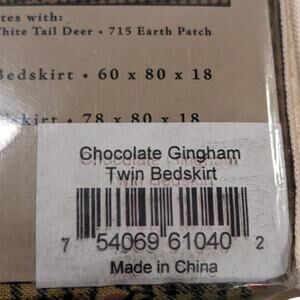 tes with:
White Tail Deer • 715 Earth Patch
Bedskirt • 60 x 80 x 18
dskirt • 78 x 80 x 18
Chocolate Gingham
Twin Bedskirt
7 54069 61040 2
Made in China